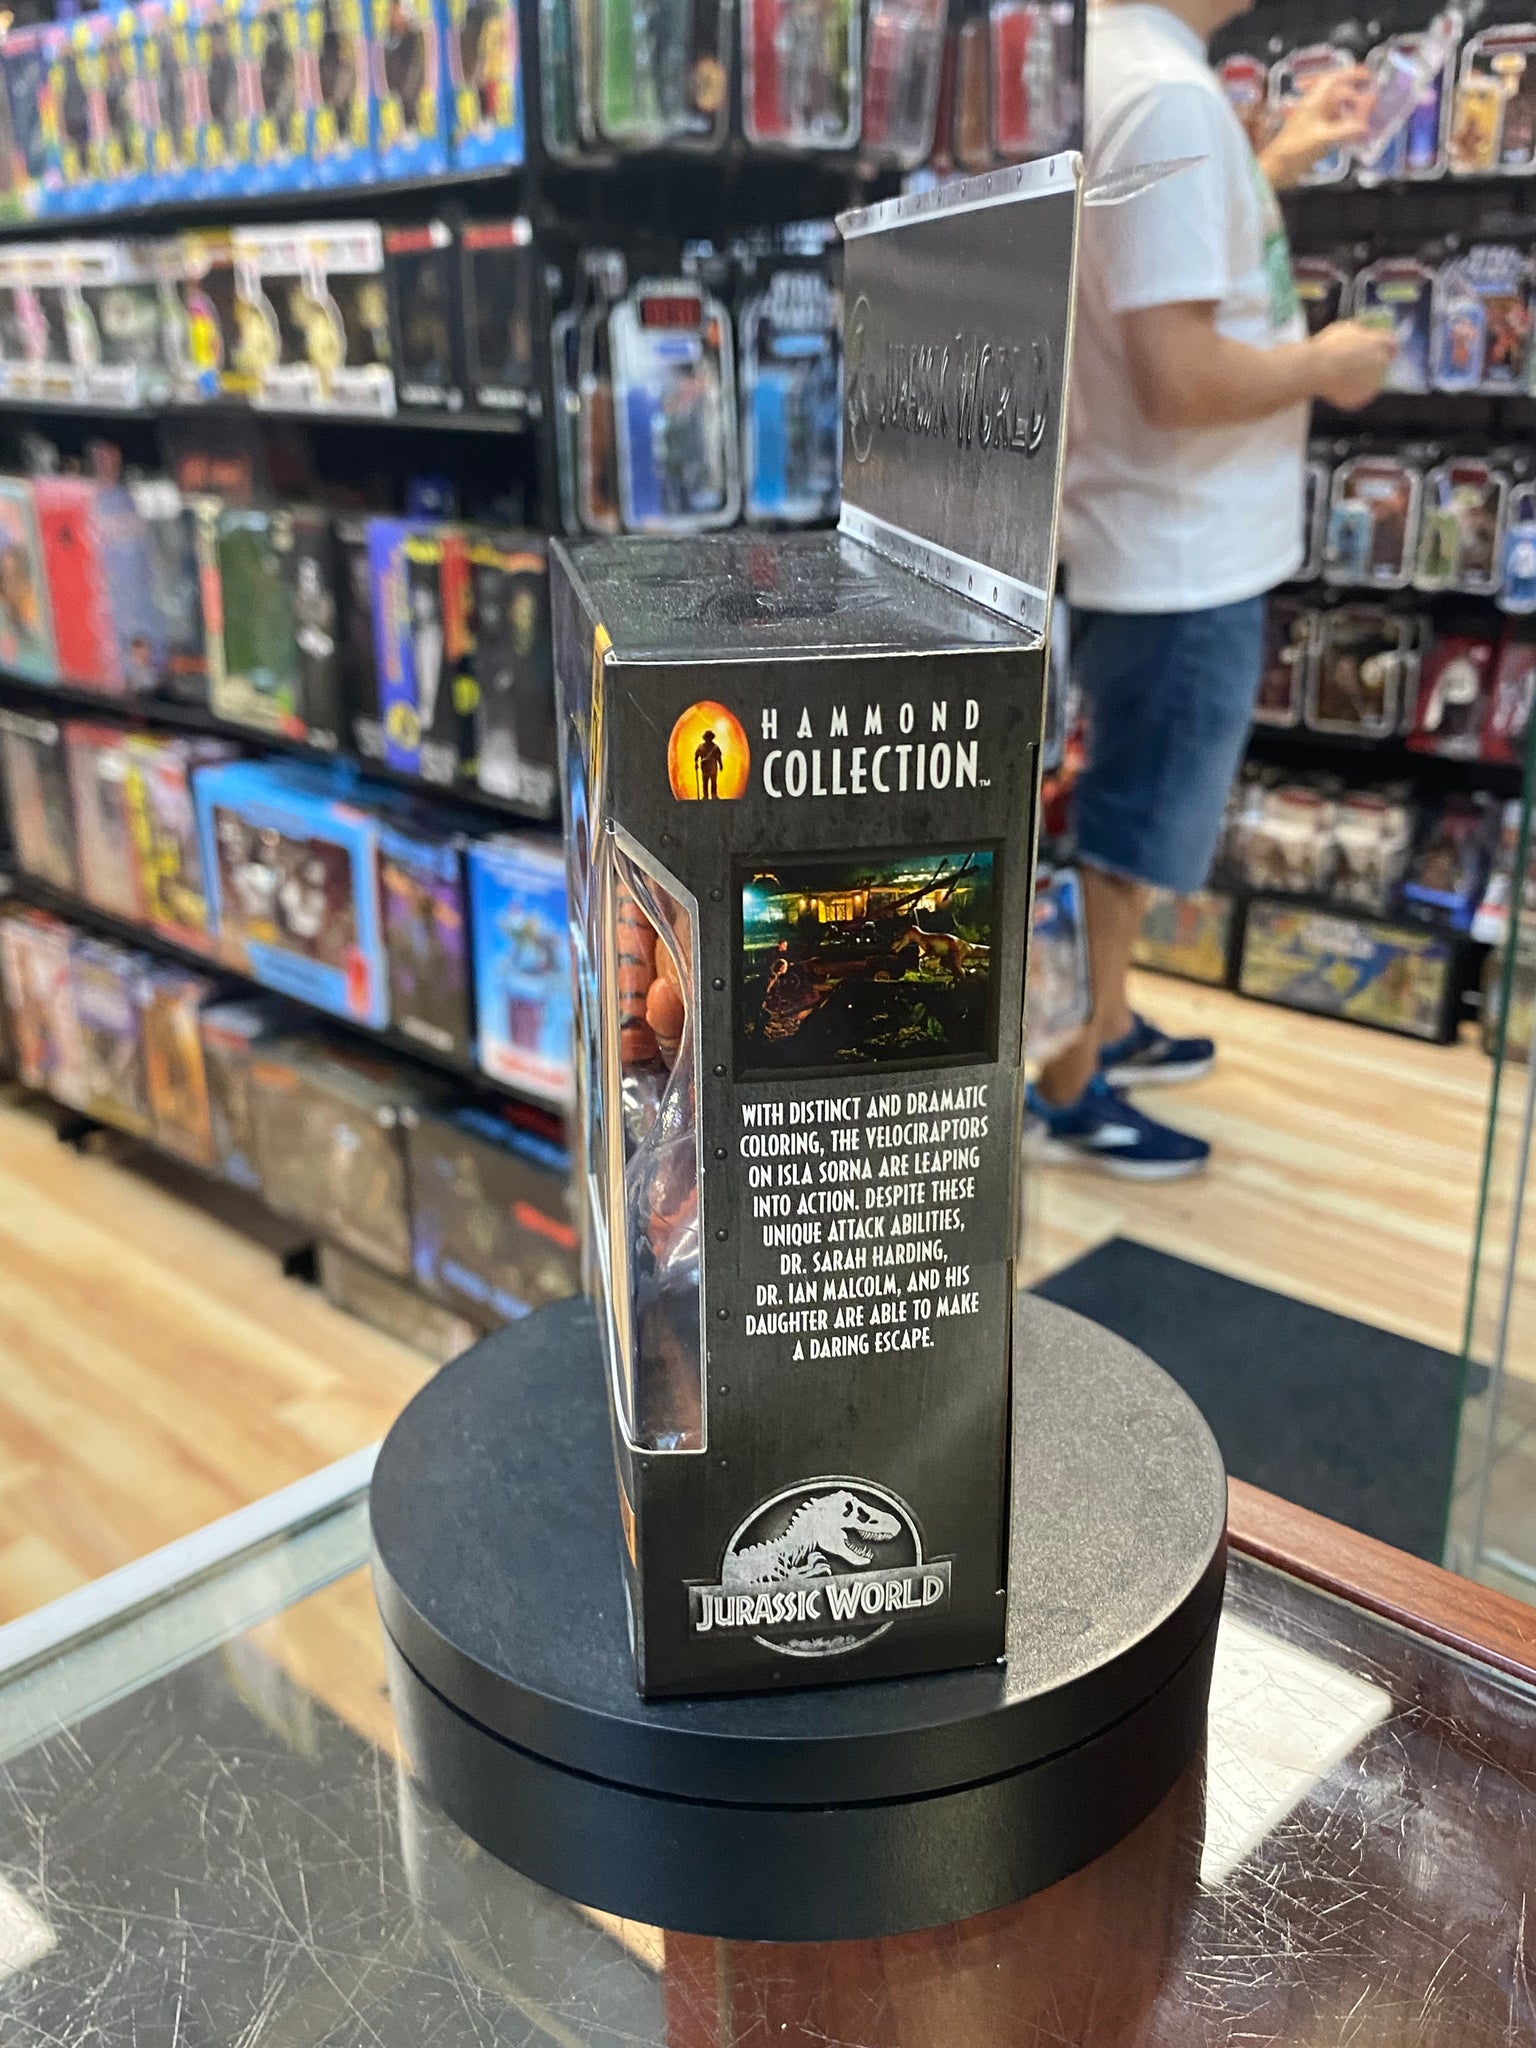 JURASSIC WORLD
HAMMOND
COLLECTION™
WITH DISTINCT AND DRAMATIC
COLORING, THE VELOCIRAPTORS
ON ISLA SORNA ARE LEAPING
INTO ACTION. DESPITE THESE
UNIQUE ATTACK ABILITIES,
DR. SARAH HARDING,
DR. IAN MALCOLM, AND HIS
DAUGHTER ARE ABLE TO MAKE
A DARING ESCAPE.
JURASSIC WORLD